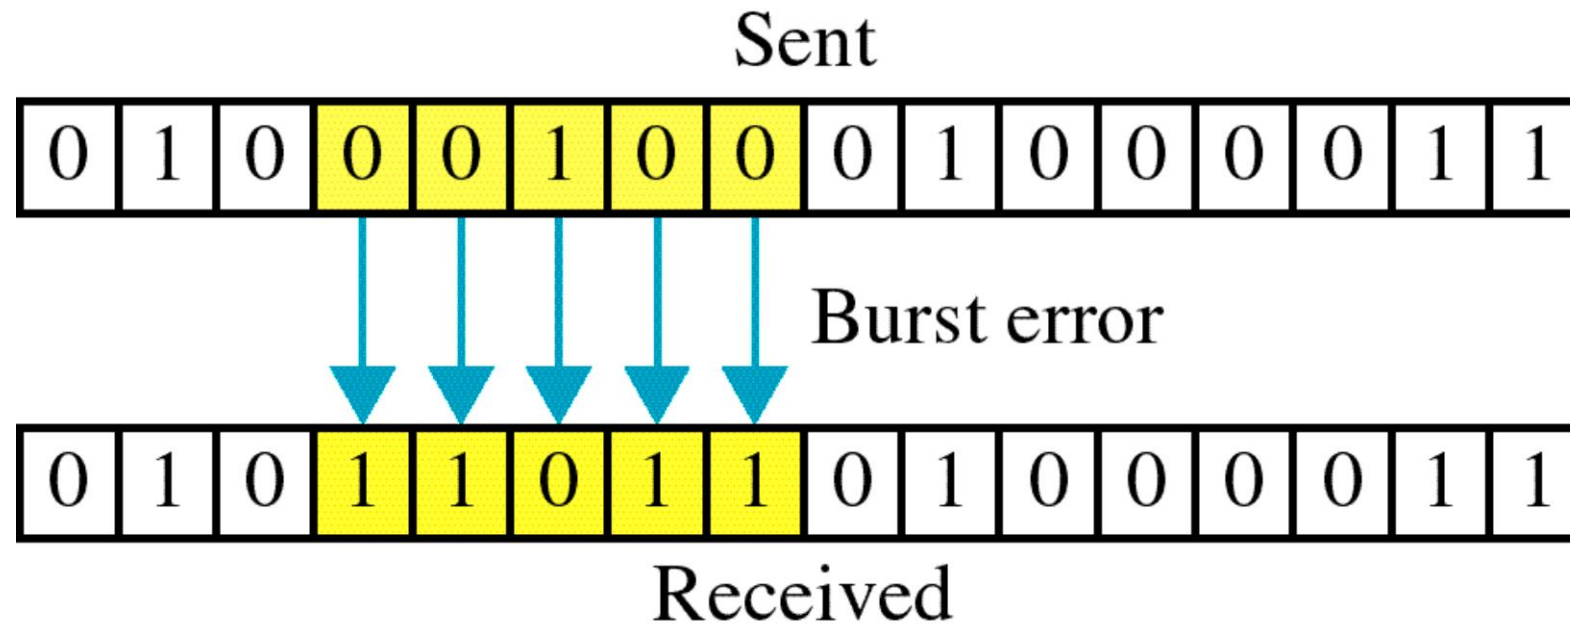 Sent
0 1 0 0 0 1 0 0 0 1 0 0 0 0 1 1
Burst error
0 1 0 1 1 0 1 1 0 1 0 0 0 0 1 1
Received